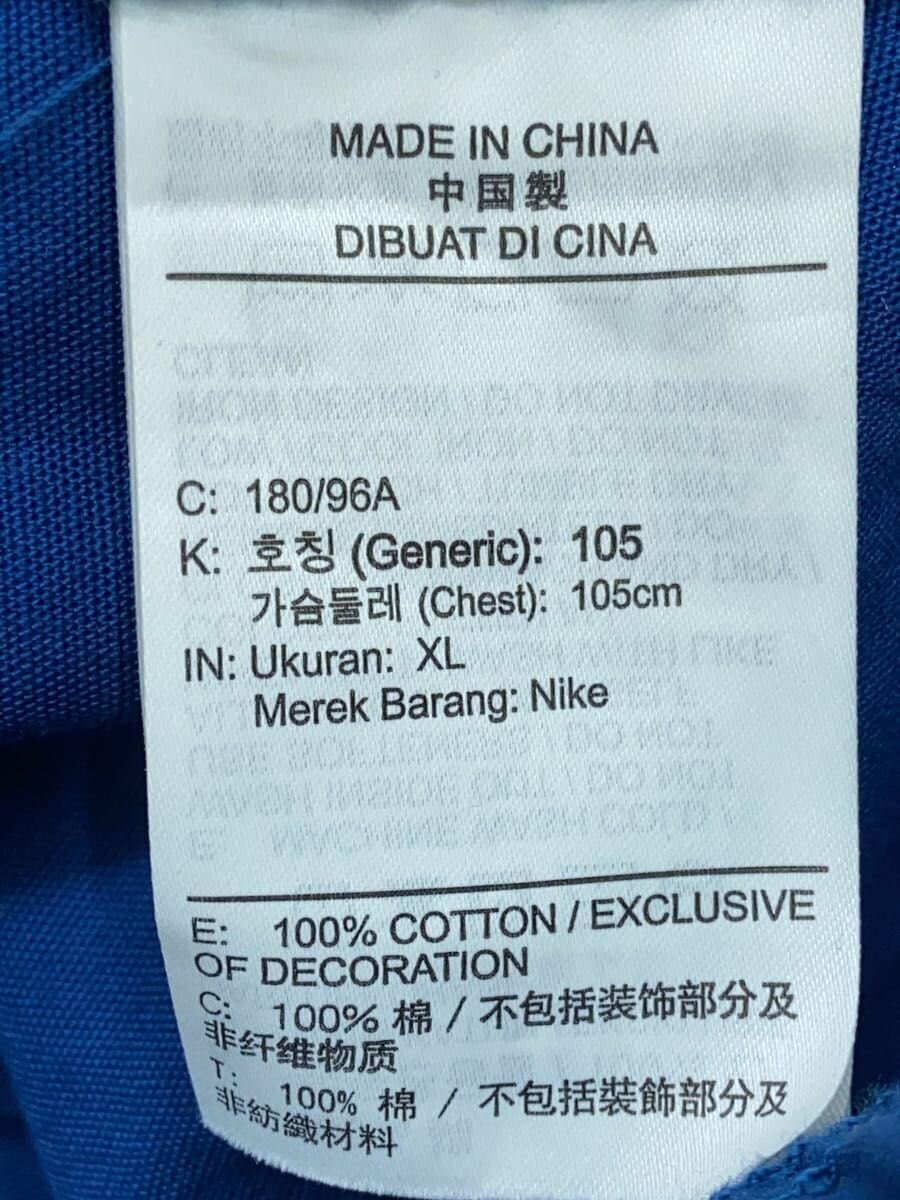 MADE IN CHINA
中国製
DIBUAT DI CINA
C: 180/96A
K: 호칭 (Generic): 105
가슴둘레 (Chest): 105cm
IN: Ukuran: XL
Merek Barang: Nike
E: 100% COTTON / EXCLUSIVE
OF DECORATION
C: 100% 棉 / 不包括装饰部分及
非纤维物质
T: 100% 棉 / 不包括裝飾部分及
非紡織材料